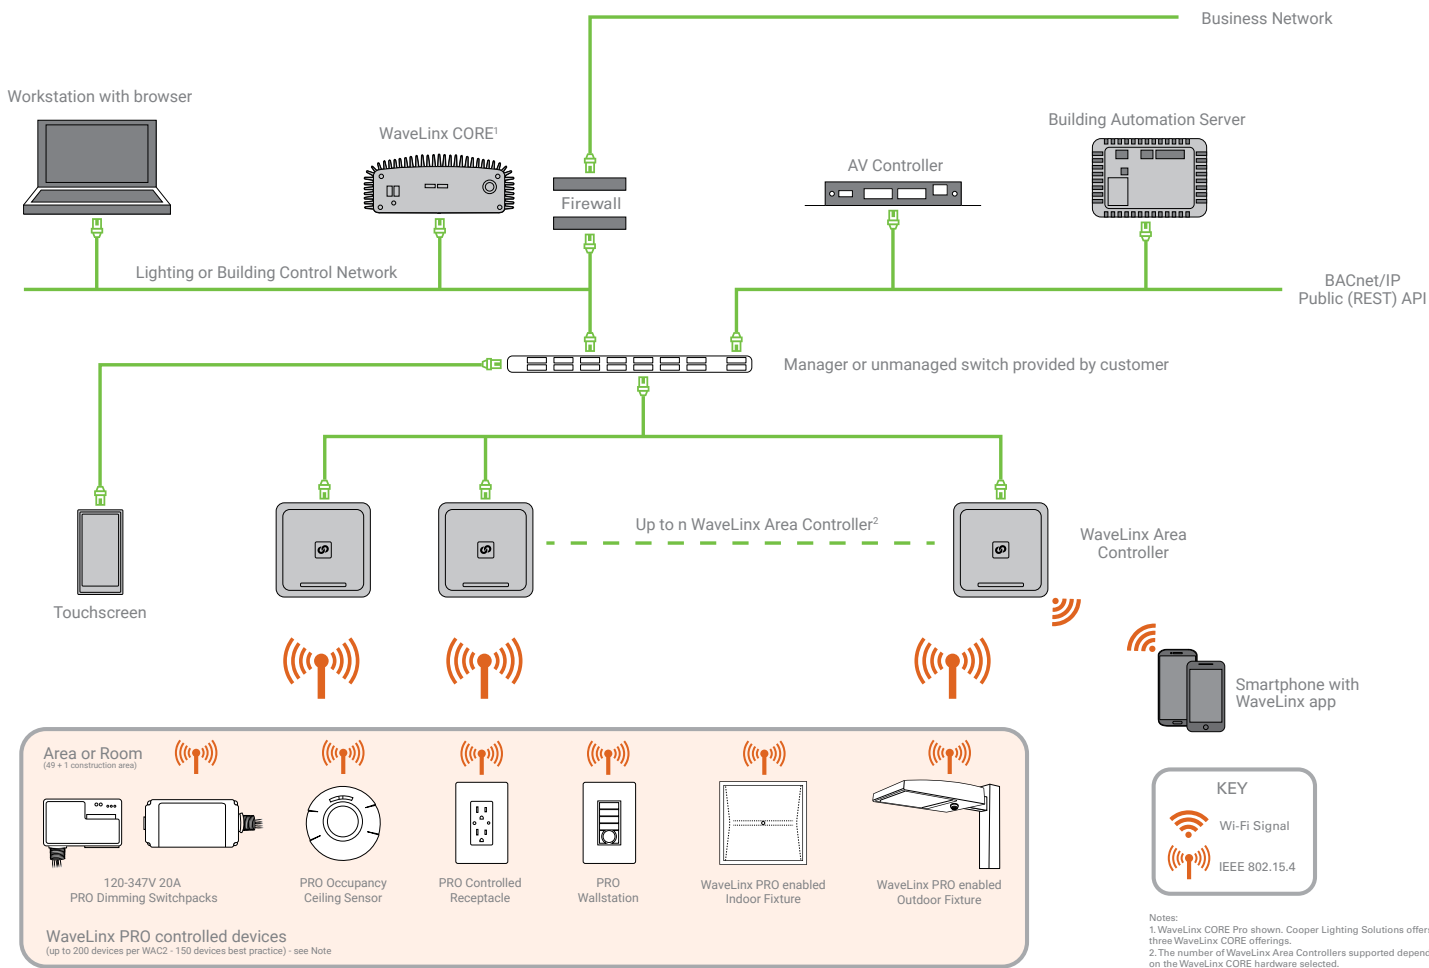 Business Network
Workstation with browser
WaveLinx CORE¹
Building Automation Server
AV Controller
Firewall
Lighting or Building Control Network
BACnet/IP
Public (REST) API
Manager or unmanaged switch provided by customer
Up to n WaveLinx Area Controller²
WaveLinx Area
Controller
Touchscreen
Smartphone with
WaveLinx app
Area or Room
(49 + 1 construction area)
120-347V 20A
PRO Dimming Switchpacks
PRO Occupancy
Ceiling Sensor
PRO Controlled
Receptacle
PRO
Wallstation
WaveLinx PRO enabled
Indoor Fixture
WaveLinx PRO enabled
Outdoor Fixture
WaveLinx PRO controlled devices
(up to 200 devices per WAC2 - 150 devices best practice) - see Note
KEY
Wi-Fi Signal
IEEE 802.15.4
Notes:
1. WaveLinx CORE Pro shown. Cooper Lighting Solutions offers
three WaveLinx CORE offerings.
2. The number of WaveLinx Area Controllers supported depend
on the WaveLinx CORE hardware selected.